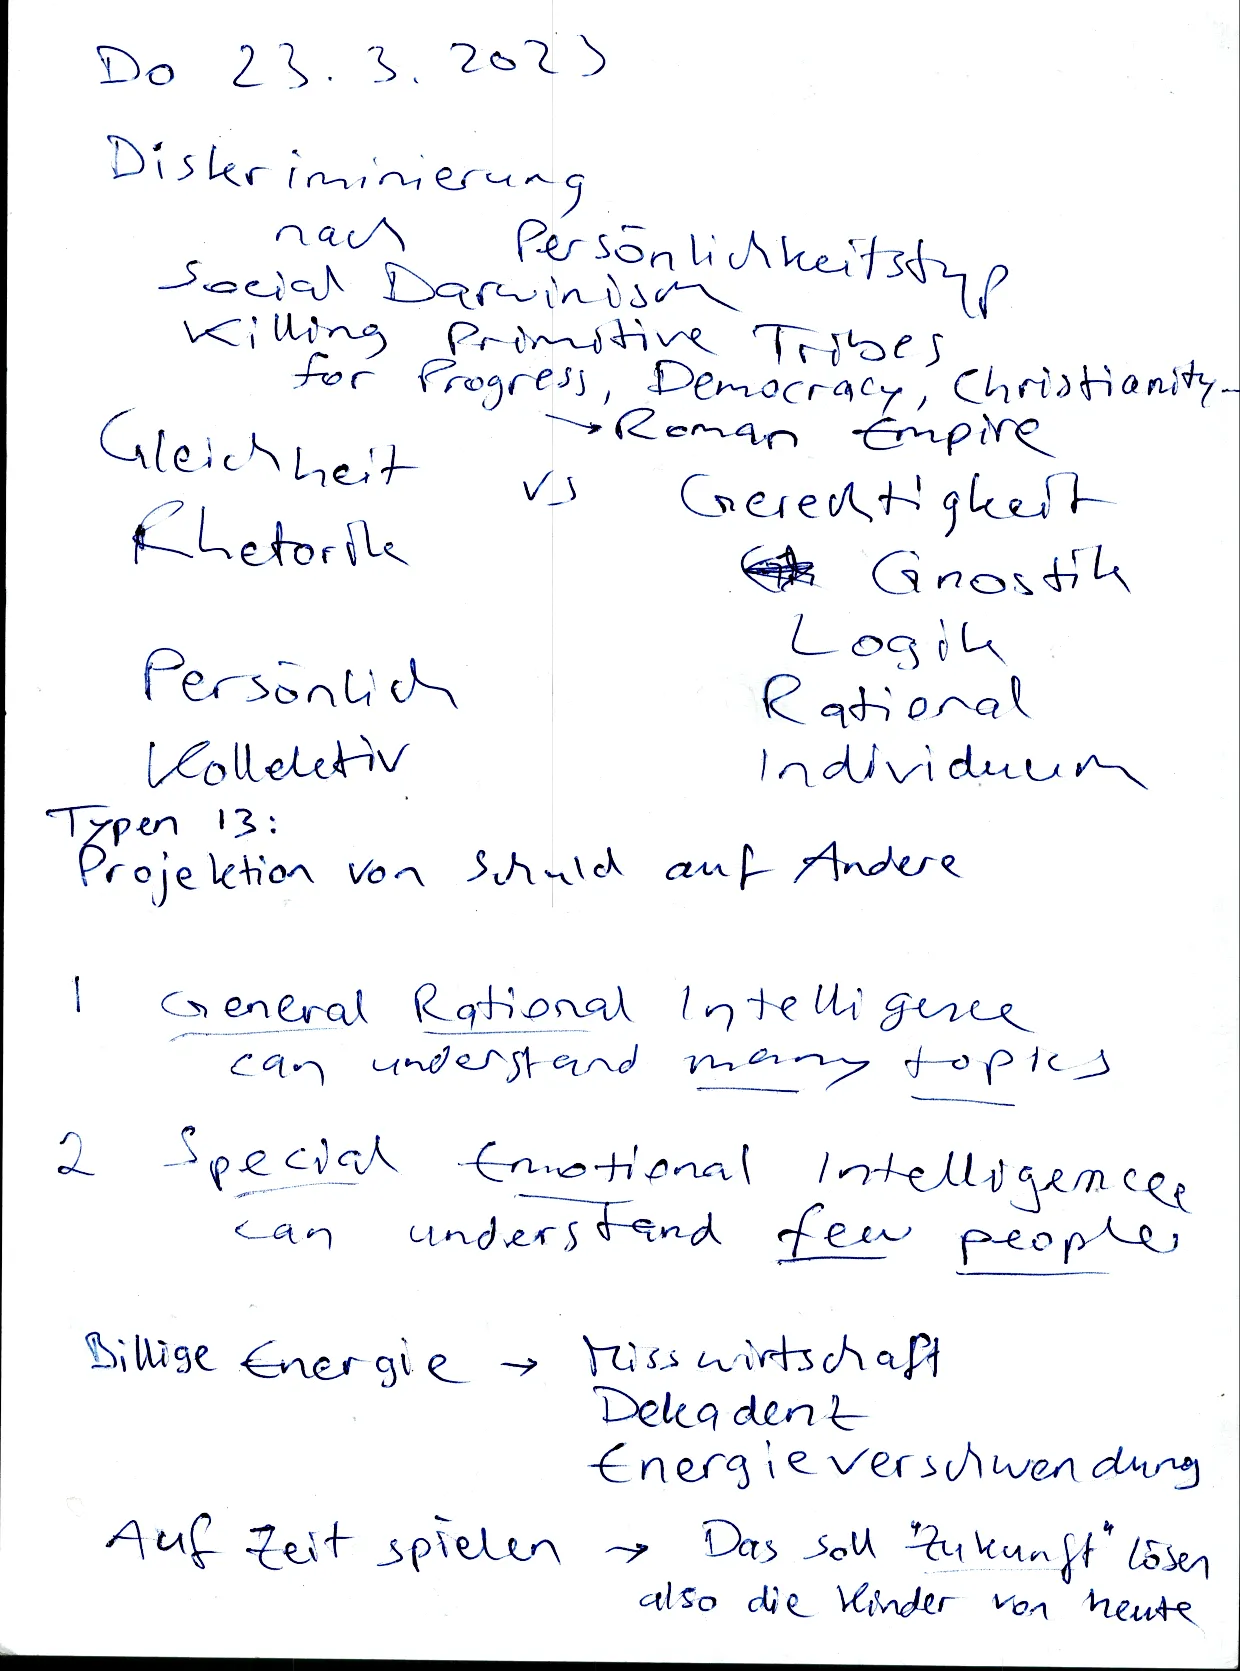 Do 23.3.2023
Diskriminierung
nach Persönlichkeitstyp
Social Darwinism
Killing Primitive Tribes
for Progress, Democracy, Christianity
→ Roman Empire
Gleichheit vs Gerechtigkeit
Rhetorik Gnostik
Logik
Persönlich Rational
Kollektiv Individuum
Typen 13:
Projektion von Schuld auf Andere
1 General Rational Intelligence
can understand many topics
2 Special Emotional Intelligence
can understand few people
Billige Energie → Misswirtschaft
Dekadenz
Energieverschwendung
Auf Zeit spielen → Das soll "Zukunft" lösen
also die Kinder von heute